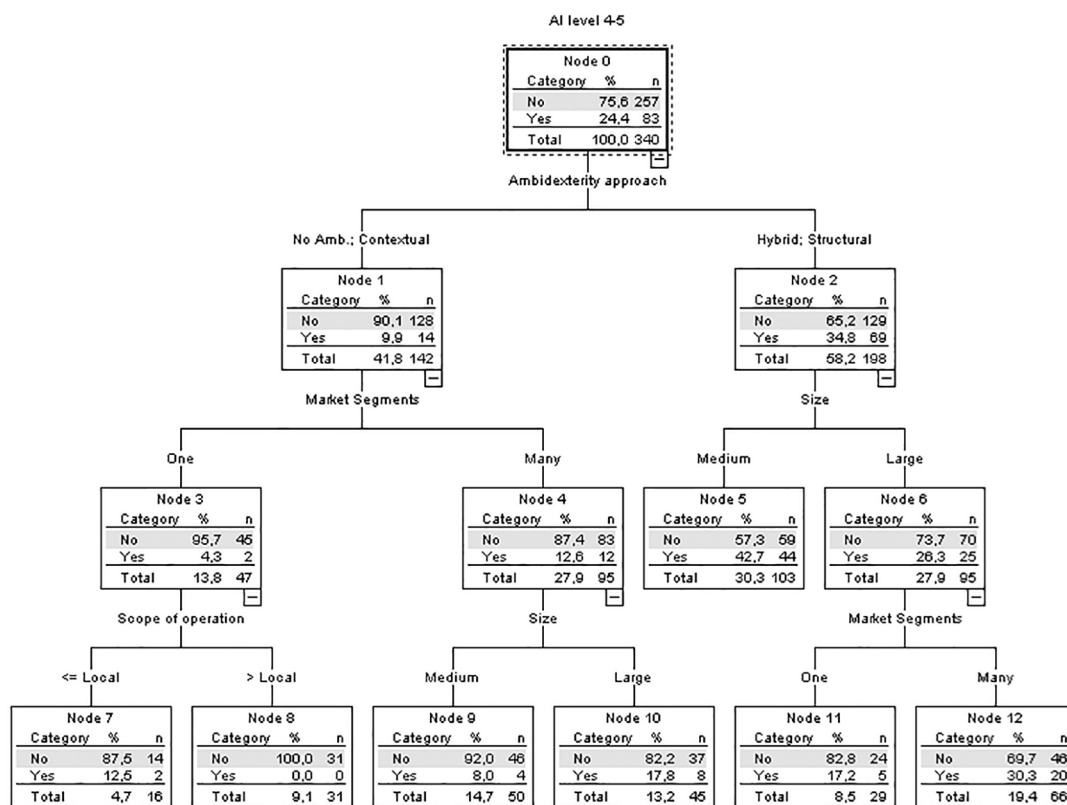 AI level 4-5
Node 0
Category % n
No 75,6 257
Yes 24,4 83
Total 100,0 340
Ambidexterity approach
No Amb.; Contextual
Hybrid; Structural
Node 1
Category % n
No 90,1 128
Yes 9,9 14
Total 41,8 142
Node 2
Category % n
No 65,2 129
Yes 34,8 69
Total 58,2 198
Market Segments
Size
One
Many
Medium
Large
Node 3
Category % n
No 95,7 45
Yes 4,3 2
Total 13,8 47
Node 4
Category % n
No 87,4 83
Yes 12,6 12
Total 27,9 95
Node 5
Category % n
No 57,3 59
Yes 42,7 44
Total 30,3 103
Node 6
Category % n
No 73,7 70
Yes 26,3 25
Total 27,9 95
Scope of operation
Size
Market Segments
<= Local
> Local
Medium
Large
One
Many
Node 7
Category % n
No 87,5 14
Yes 12,5 2
Total 4,7 16
Node 8
Category % n
No 100,0 31
Yes 0,0 0
Total 9,1 31
Node 9
Category % n
No 92,0 46
Yes 8,0 4
Total 14,7 50
Node 10
Category % n
No 82,2 37
Yes 17,8 8
Total 13,2 45
Node 11
Category % n
No 82,8 24
Yes 17,2 5
Total 8,5 29
Node 12
Category % n
No 69,7 46
Yes 30,3 20
Total 19,4 66